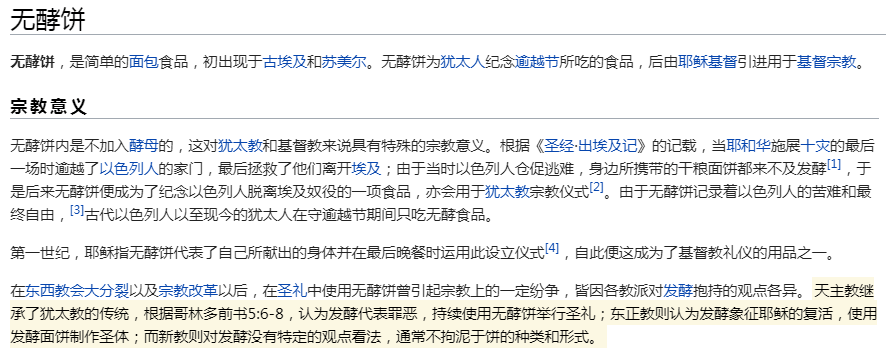 无酵饼
无酵饼，是简单的面包食品，初出现于古埃及和苏美尔。无酵饼为犹太人纪念逾越节所吃的食品，后由耶稣基督引进用于基督宗教。
宗教意义
无酵饼内是不加入酵母的，这对犹太教和基督教来说具有特殊的宗教意义。根据《圣经·出埃及记》的记载，当耶和华施展十灾的最后
一场时逾越了以色列人的家门，最后拯救了他们离开埃及；由于当时以色列人仓促逃难，身边所携带的干粮面饼都来不及发酵[1]，于
是后来无酵饼便成为了纪念以色列人脱离埃及奴役的一项食品，亦会用于犹太教宗教仪式[2]。由于无酵饼记录着以色列人的苦难和最
终自由，[3]古代以色列人以至现今的犹太人在守逾越节期间只吃无酵食品。
第一世纪，耶稣指无酵饼代表了自己所献出的身体并在最后晚餐时运用此设立仪式[4]，自此便这成为了基督教礼仪的用品之一。
在东西教会大分裂以及宗教改革以后，在圣礼中使用无酵饼曾引起宗教上的一定纷争，皆因各教派对发酵抱持的观点各异。天主教继
承了犹太教的传统，根据哥林多前书5:6-8，认为发酵代表罪恶，持续使用无酵饼举行圣礼；东正教则认为发酵象征耶稣的复活，使用
发酵面饼制作圣体；而新教则对发酵没有特定的观点看法，通常不拘泥于饼的种类和形式。